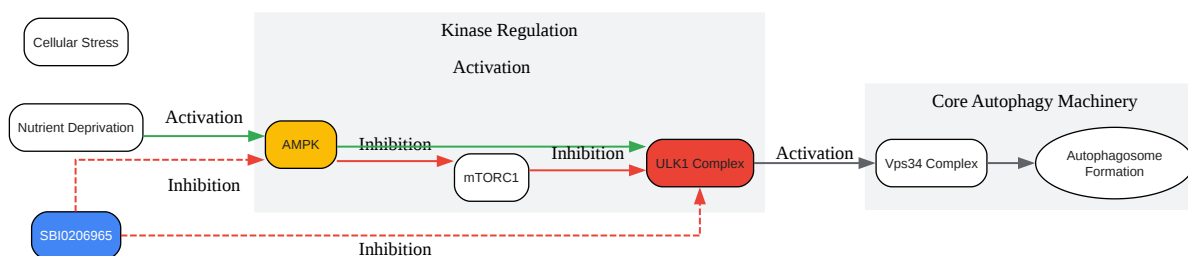 Kinase Regulation
Cellular Stress
Activation
Core Autophagy Machinery
Activation
Nutrient Deprivation
AMPK
Inhibition
Inhibition
ULK1 Complex
Activation
Vps34 Complex
Autophagosome
Formation
mTORC1
Inhibition
SBI0206965
Inhibition